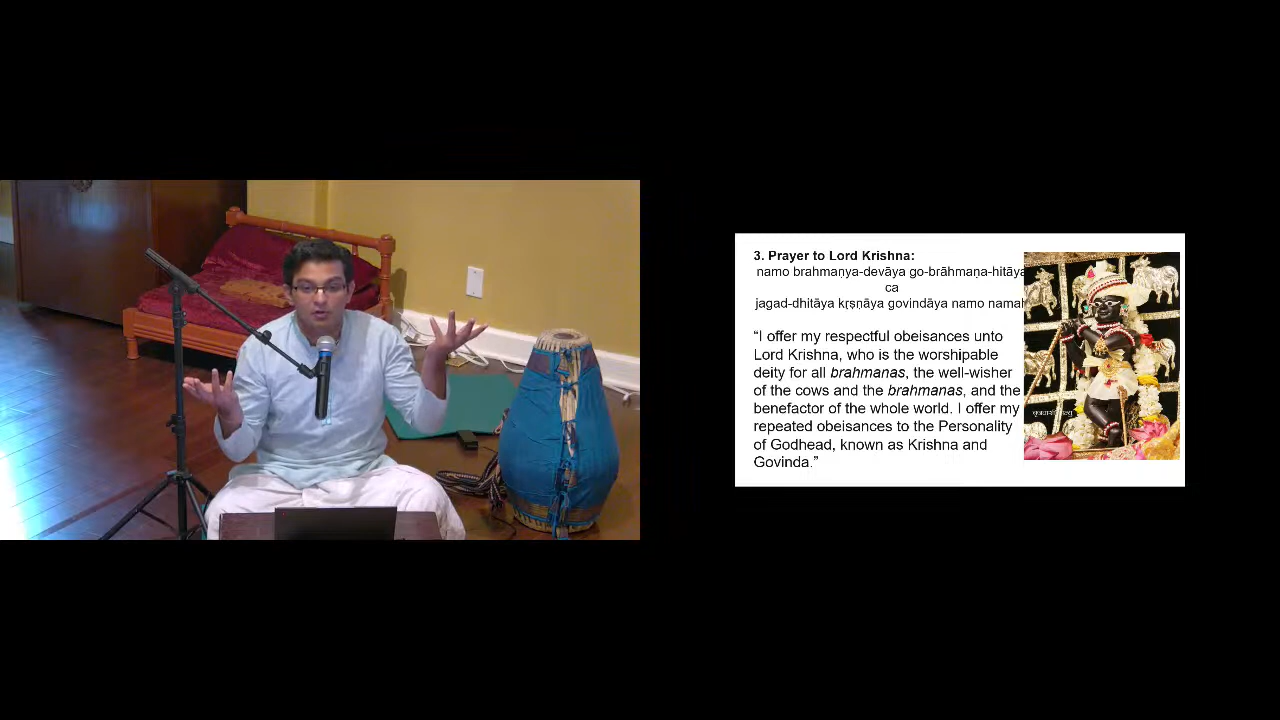 3. Prayer to Lord Krishna:
namo brahmaṇya-devāya go-brāhmaṇa-hitāya
ca
jagad-dhitāya kṛṣṇāya govindāya namo namaḥ
“I offer my respectful obeisances unto
Lord Krishna, who is the worshipable
deity for all brahmanas, the well-wisher
of the cows and the brahmanas, and the
benefactor of the whole world. I offer my
repeated obeisances to the Personality
of Godhead, known as Krishna and
Govinda.”